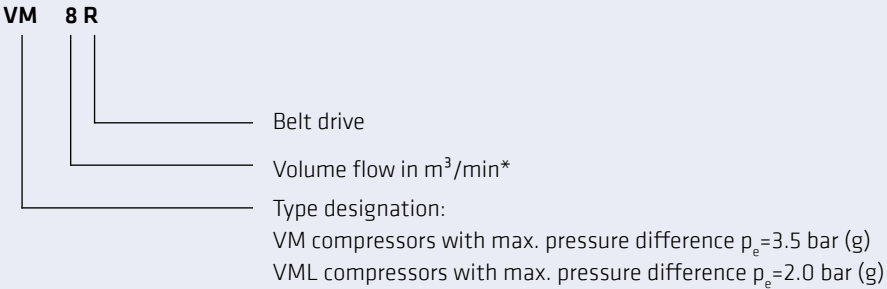 VM 8 R
Belt drive
Volume flow in m³/min*
Type designation:
VM compressors with max. pressure difference pₑ=3.5 bar (g)
VML compressors with max. pressure difference pₑ=2.0 bar (g)